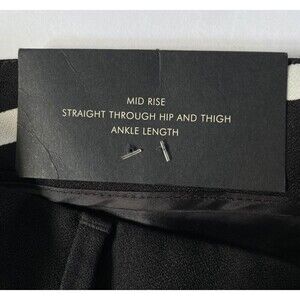 MID RISE
STRAIGHT THROUGH HIP AND THIGH
ANKLE LENGTH